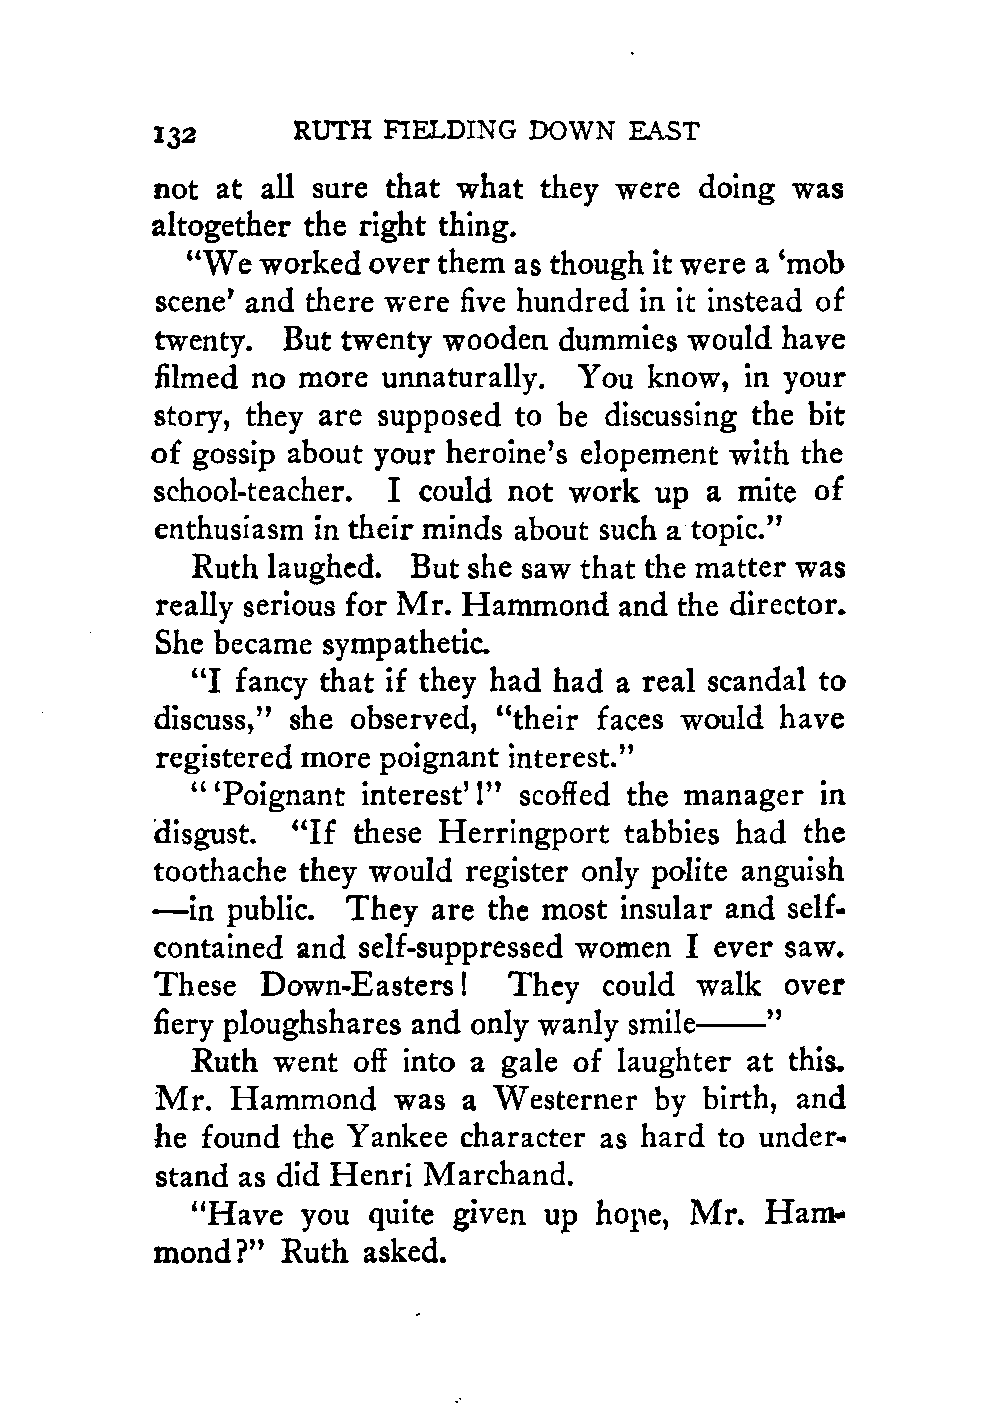 132 RUTH FIELDING DOWN EAST
not at all sure that what they were doing was
altogether the right thing.
“We worked over them as though it were a ‘mob
scene’ and there were five hundred in it instead of
twenty. But twenty wooden dummies would have
filmed no more unnaturally. You know, in your
story, they are supposed to be discussing the bit
of gossip about your heroine’s elopement with the
school-teacher. I could not work up a mite of
enthusiasm in their minds about such a topic.”
Ruth laughed. But she saw that the matter was
really serious for Mr. Hammond and the director.
She became sympathetic.
“I fancy that if they had had a real scandal to
discuss,” she observed, “their faces would have
registered more poignant interest.”
“‘Poignant interest’!” scoffed the manager in
disgust. “If these Herringport tabbies had the
toothache they would register only polite anguish
—in public. They are the most insular and self-
contained and self-suppressed women I ever saw.
These Down-Easters! They could walk over
fiery ploughshares and only wanly smile——”
Ruth went off into a gale of laughter at this.
Mr. Hammond was a Westerner by birth, and
he found the Yankee character as hard to under-
stand as did Henri Marchand.
“Have you quite given up hope, Mr. Ham-
mond?” Ruth asked.